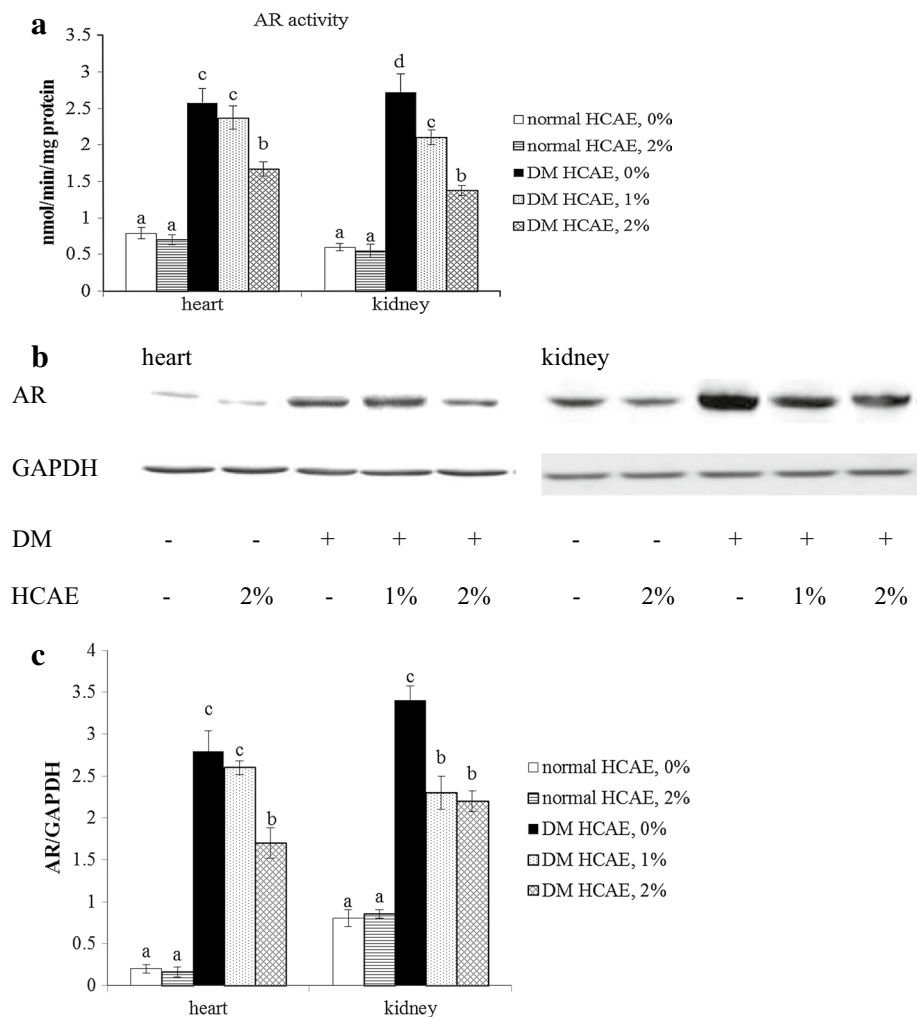 a
AR activity
nmol/min/mg protein
3.5
3
2.5
2
1.5
1
0.5
0
a a c c b
a a d c b
heart kidney
normal HCAE, 0%
normal HCAE, 2%
DM HCAE, 0%
DM HCAE, 1%
DM HCAE, 2%
b
heart kidney
AR
GAPDH
DM - - + + + - - + + +
HCAE - 2% - 1% 2% - 2% - 1% 2%
c
AR/GAPDH
4
3.5
3
2.5
2
1.5
1
0.5
0
a a c c b
a a c b b
heart kidney
normal HCAE, 0%
normal HCAE, 2%
DM HCAE, 0%
DM HCAE, 1%
DM HCAE, 2%